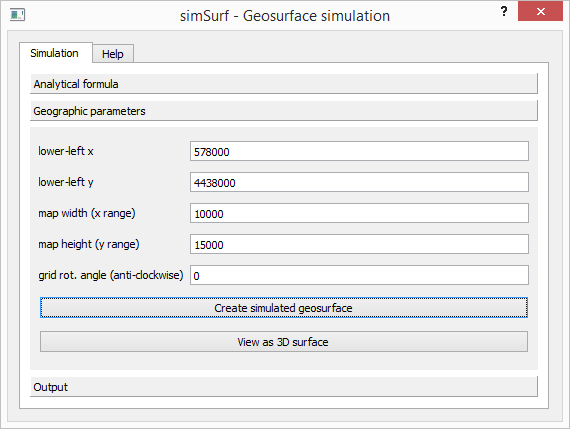 simSurf - Geosurface simulation
?
Simulation
Help
Analytical formula
Geographic parameters
lower-left x
578000
lower-left y
4438000
map width (x range)
10000
map height (y range)
15000
grid rot. angle (anti-clockwise)
0
Create simulated geosurface
View as 3D surface
Output